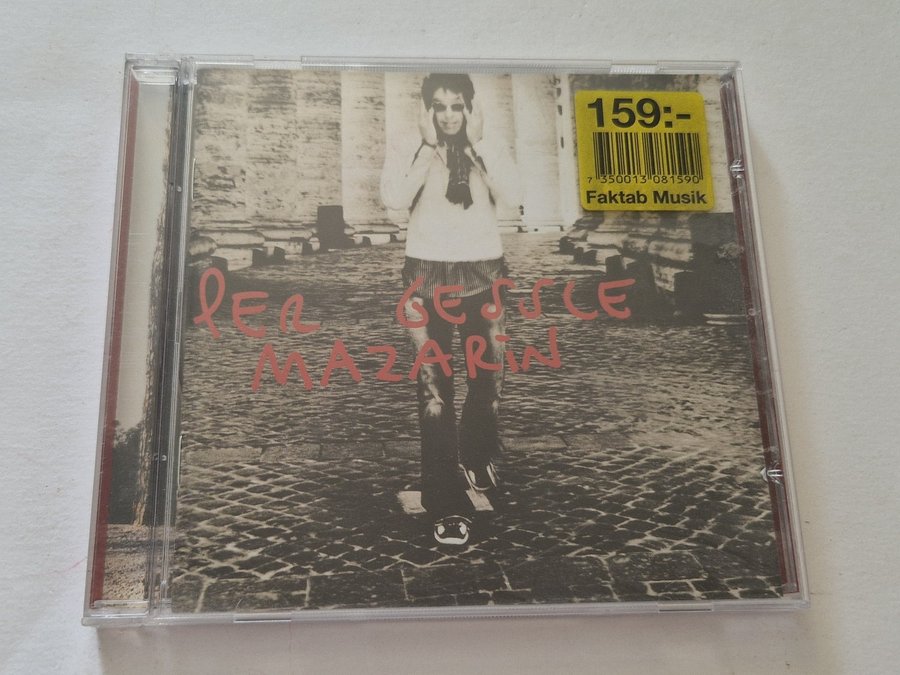 159:-
7 350013 081590
Faktab Musik
PER GESSLE
MAZARiN